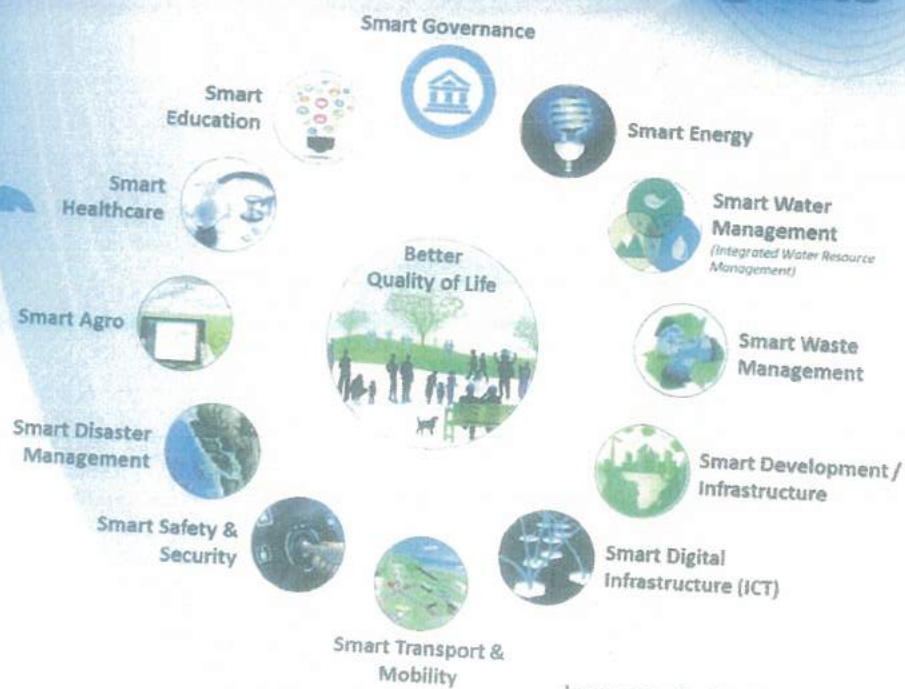 Smart Governance
Smart
Education
Smart Energy
Smart
Healthcare
Smart Water
Management
(Integrated Water Resource
Management)
Better
Quality of Life
Smart Agro
Smart Waste
Management
Smart Disaster
Management
Smart Development /
Infrastructure
Smart Safety &
Security
Smart Digital
Infrastructure (ICT)
Smart Transport &
Mobility